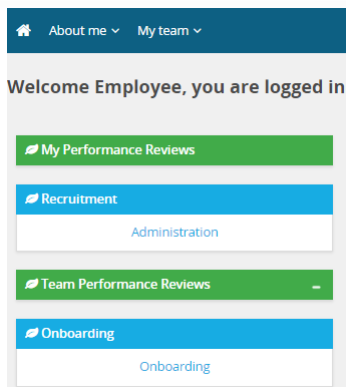 About me My team
Welcome Employee, you are logged in
My Performance Reviews
Recruitment
Administration
Team Performance Reviews
Onboarding
Onboarding